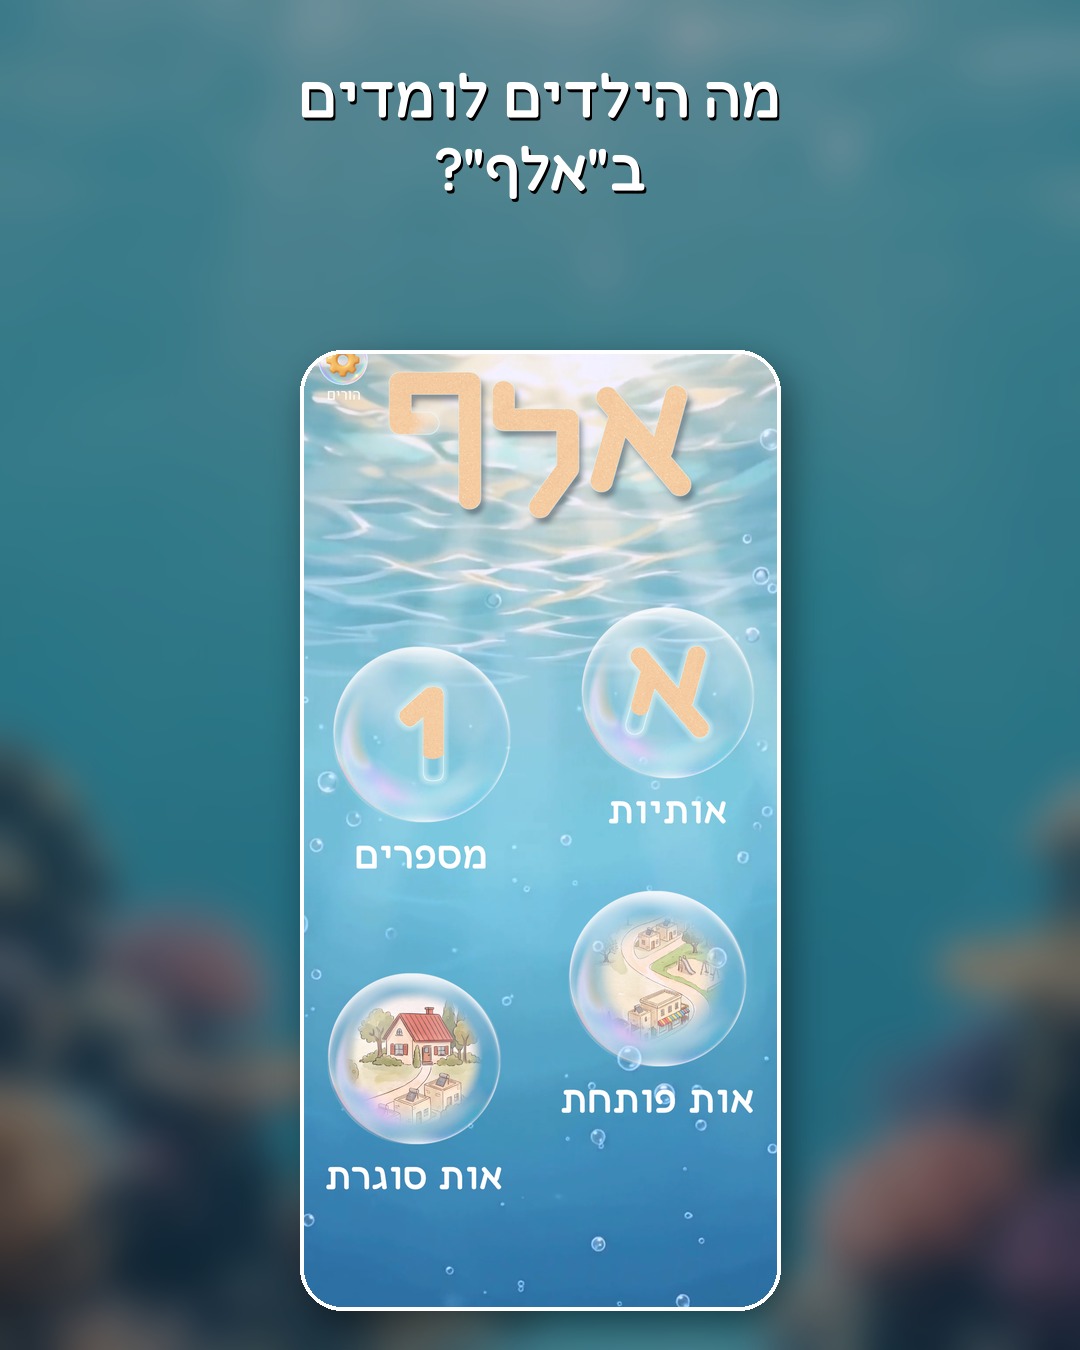 מה הילדים לומדים
ב"אלף"?
הורים
אלף
א
1
אותיות
מספרים
אות פותחת
אות סוגרת